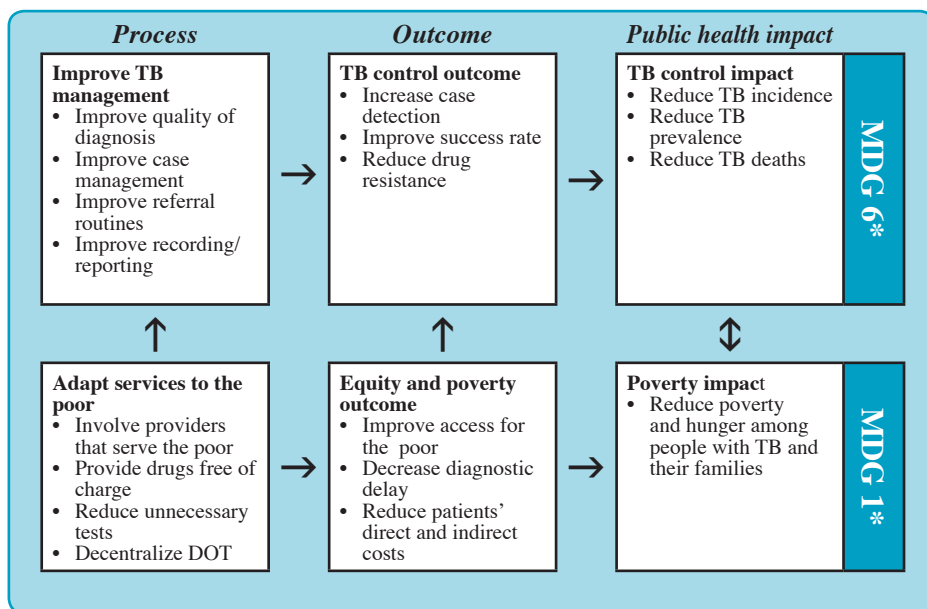 Process
Outcome
Public health impact
Improve TB
management
• Improve quality of
diagnosis
• Improve case
management
• Improve referral
routines
• Improve recording/
reporting
TB control outcome
• Increase case
detection
• Improve success rate
• Reduce drug
resistance
TB control impact
• Reduce TB incidence
• Reduce TB
prevalence
• Reduce TB deaths
MDG 6*
Adapt services to the
poor
• Involve providers
that serve the poor
• Provide drugs free of
charge
• Reduce unnecessary
tests
• Decentralize DOT
Equity and poverty
outcome
• Improve access for
the poor
• Decrease diagnostic
delay
• Reduce patients’
direct and indirect
costs
Poverty impact
• Reduce poverty
and hunger among
people with TB and
their families
MDG 1*